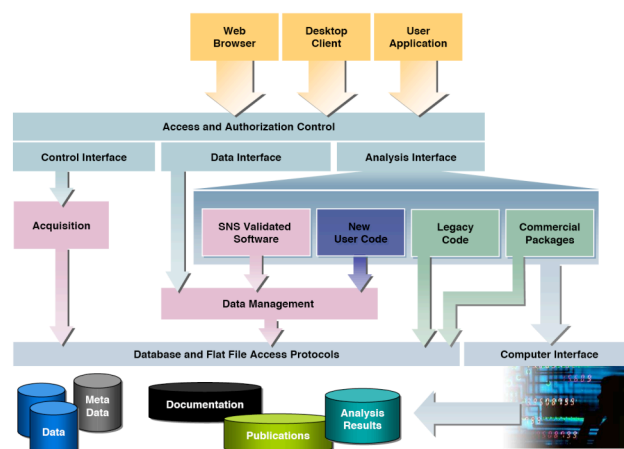 Web
Browser
Desktop
Client
User
Application
Access and Authorization Control
Control Interface
Data Interface
Analysis Interface
Acquisition
SNS Validated
Software
New
User Code
Legacy
Code
Commercial
Packages
Data Management
Database and Flat File Access Protocols
Computer Interface
Meta
Data
Data
Documentation
Publications
Analysis
Results